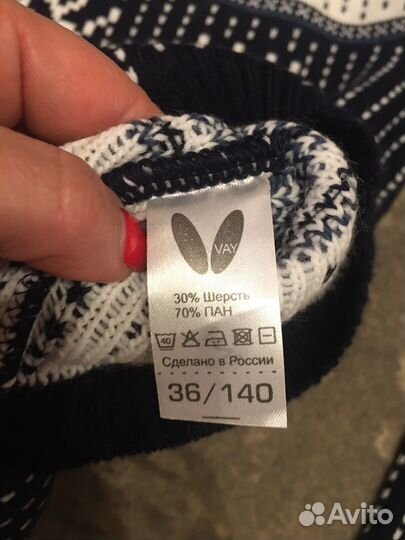 VAY
30% Шерсть
70% ПАН
40
Сделано в России
36/140
Avito